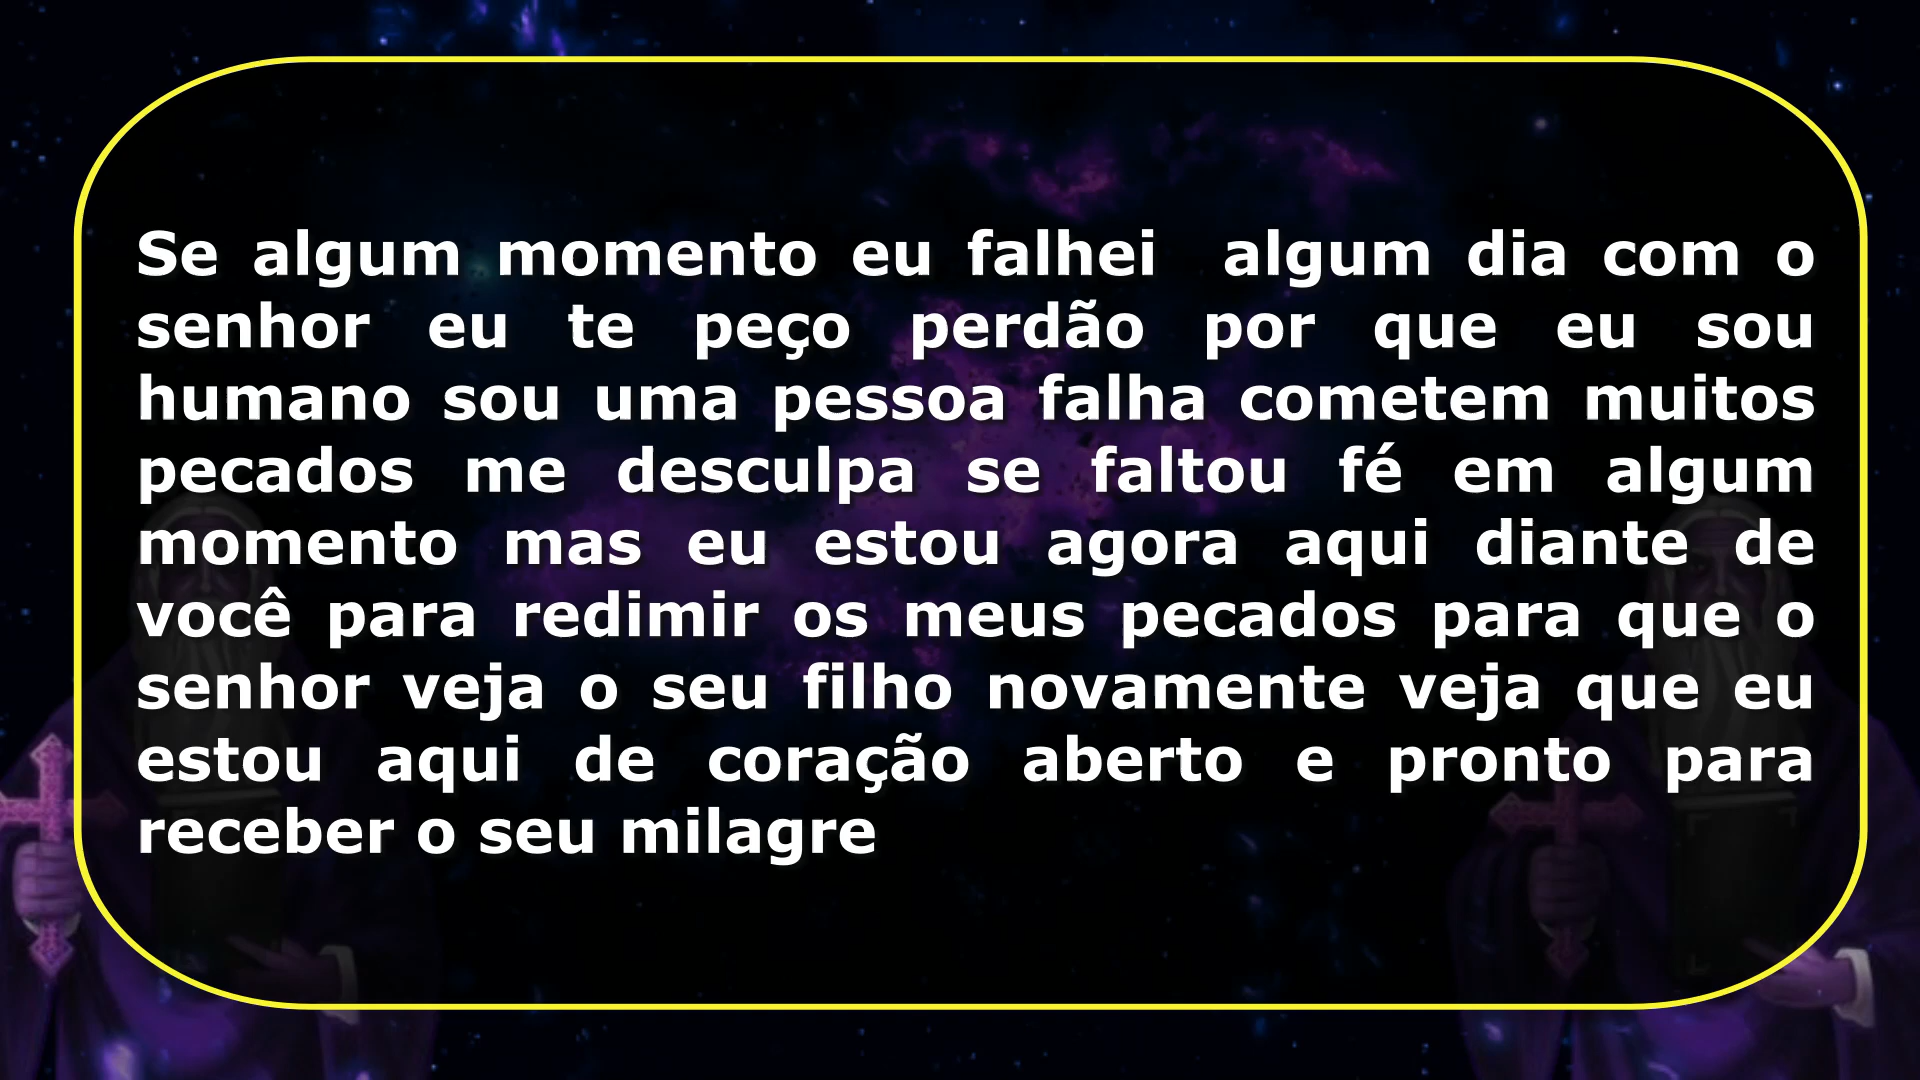 Se algum momento eu falhei  algum dia com o
senhor eu te peço perdão por que eu sou
humano sou uma pessoa falha cometem muitos
pecados me desculpa se faltou fé em algum
momento mas eu estou agora aqui diante de
você para redimir os meus pecados para que o
senhor veja o seu filho novamente veja que eu
estou aqui de coração aberto e pronto para
receber o seu milagre